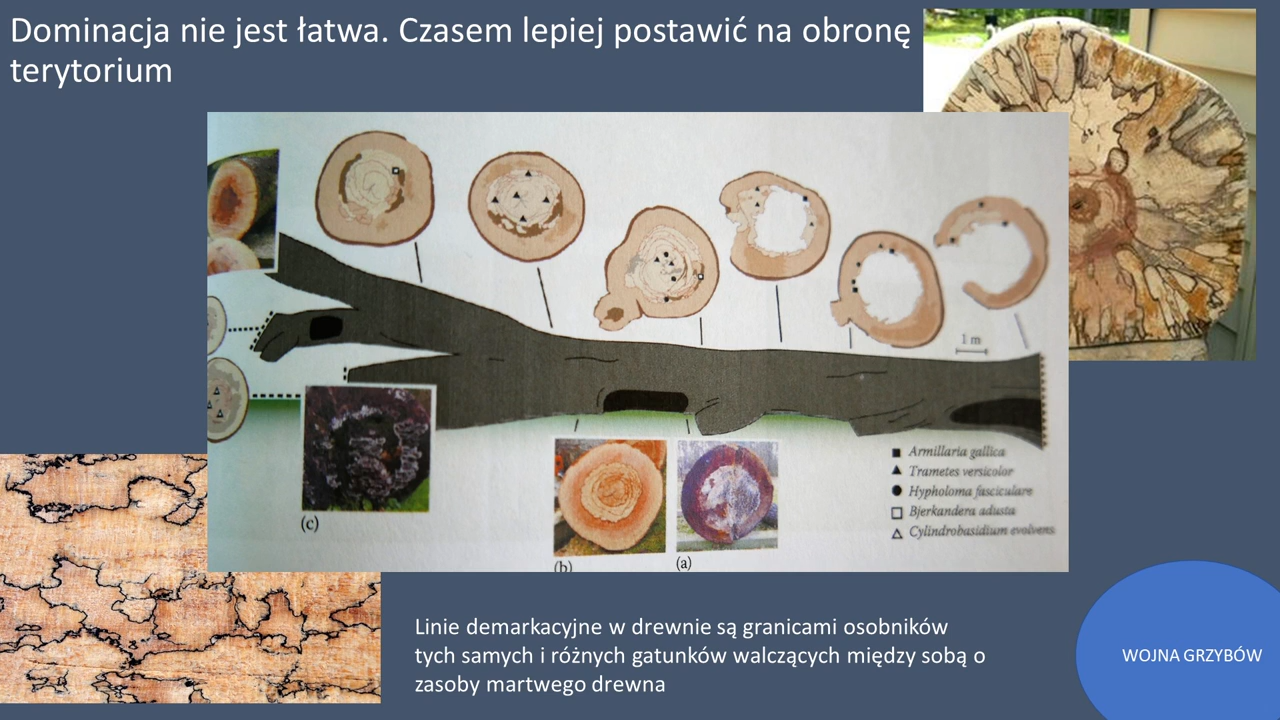 Dominacja nie jest łatwa. Czasem lepiej postawić na obronę
terytorium
1 m
Armillaria gallica
Trametes versicolor
Hypholoma fasciculare
Bjerkandera adusta
Cylindrobasidium evolvens
(c)
(b)
(a)
Linie demarkacyjne w drewnie są granicami osobników
tych samych i różnych gatunków walczących między sobą o
zasoby martwego drewna
WOJNA GRZYBÓW